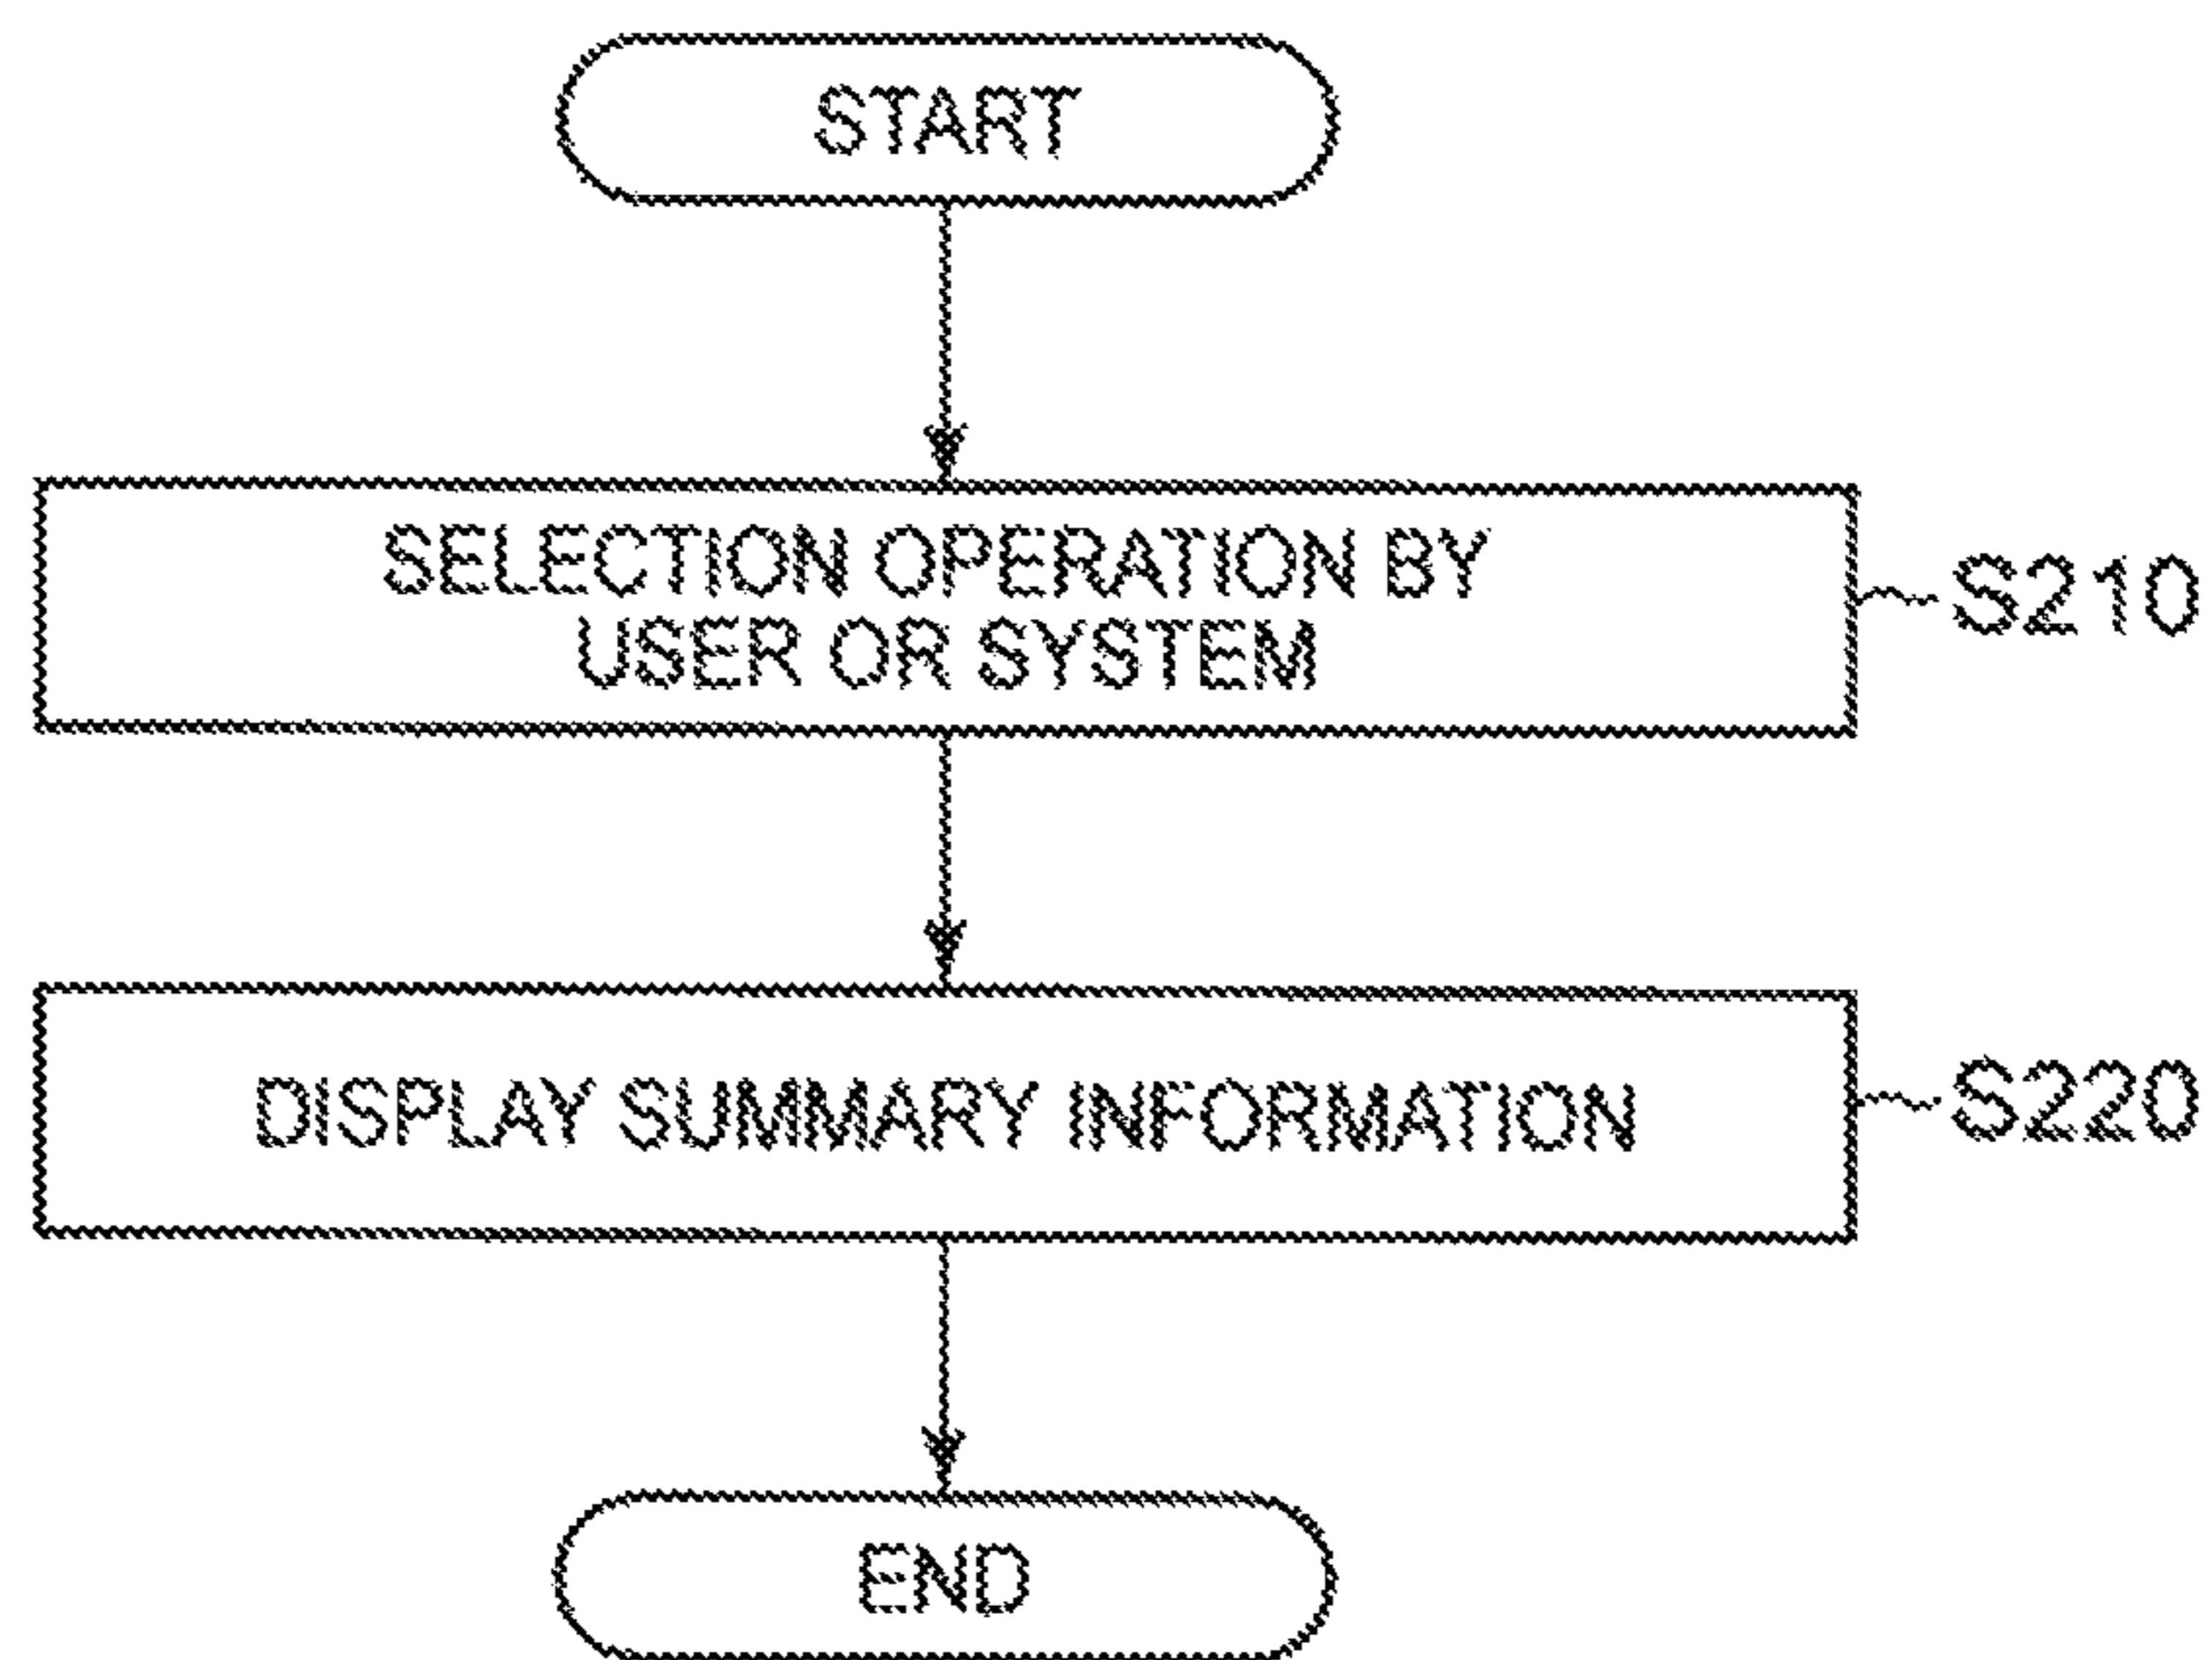 START
SELECTION OPERATION BY
USER OR SYSTEM
S210
DISPLAY SUMMARY INFORMATION
S220
END